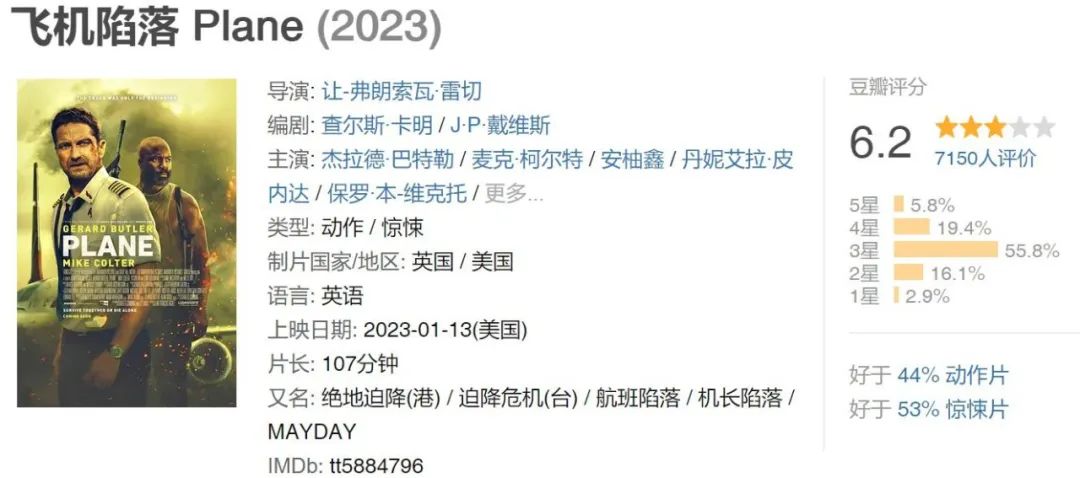 飞机陷落 Plane (2023)
GERARD BUTLER
PLANE
MIKE COLTER
SURVIVE TOGETHER OR DIE ALONE
COMING SOON
导演: 让-弗朗索瓦·雷切
编剧: 查尔斯·卡明 / J·P·戴维斯
主演: 杰拉德·巴特勒 / 麦克·柯尔特 / 安柚鑫 / 丹妮艾拉·皮
内达 / 保罗·本-维克托 / 更多...
类型: 动作 / 惊悚
制片国家/地区: 英国 / 美国
语言: 英语
上映日期: 2023-01-13(美国)
片长: 107分钟
又名: 绝地迫降(港) / 迫降危机(台) / 航班陷落 / 机长陷落 /
MAYDAY
IMDb: tt5884796
豆瓣评分
6.2
7150人评价
5星 5.8%
4星 19.4%
3星 55.8%
2星 16.1%
1星 2.9%
好于 44% 动作片
好于 53% 惊悚片